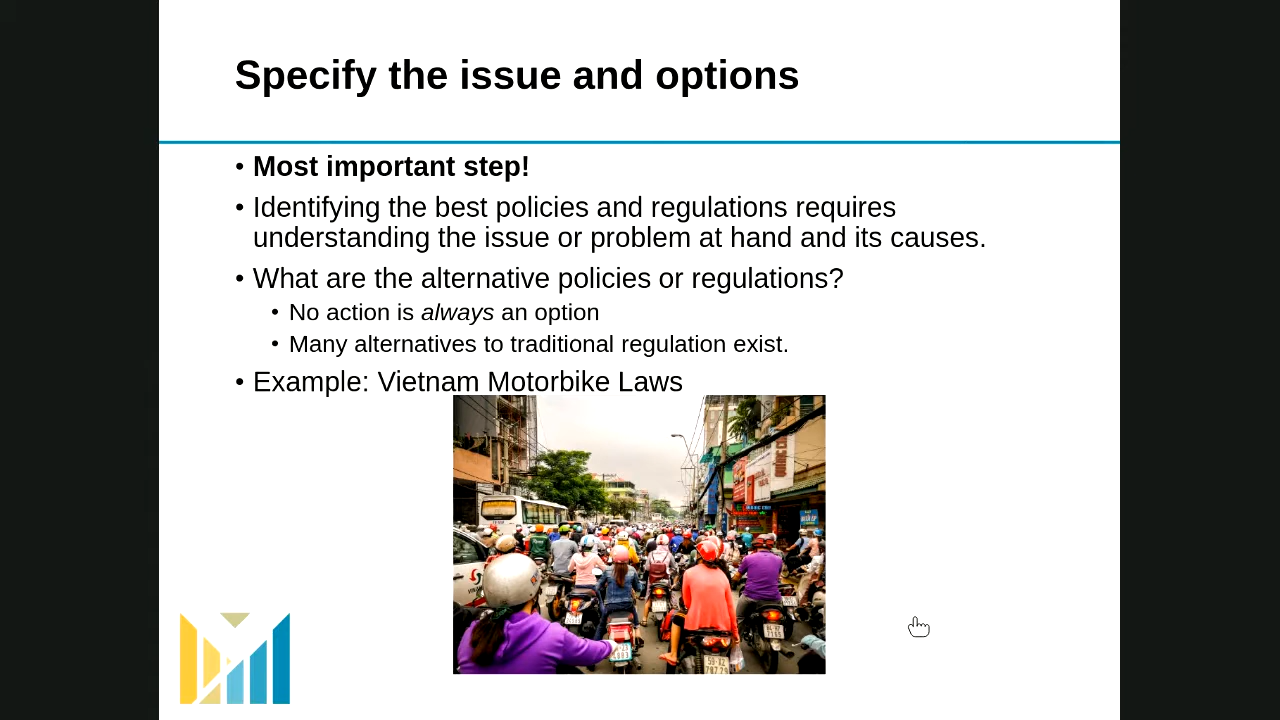 Specify the issue and options
• Most important step!
• Identifying the best policies and regulations requires
understanding the issue or problem at hand and its causes.
• What are the alternative policies or regulations?
• No action is always an option
• Many alternatives to traditional regulation exist.
• Example: Vietnam Motorbike Laws